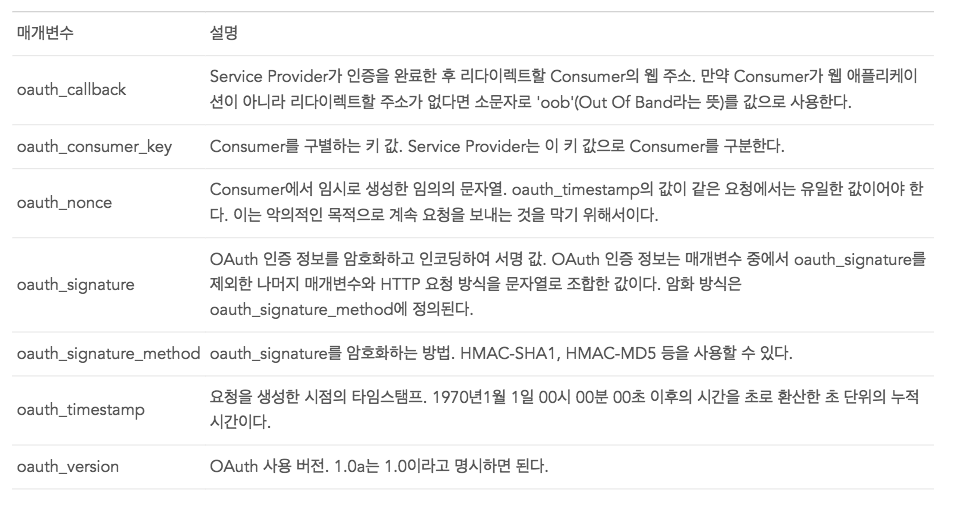 매개변수 설명
oauth_callback Service Provider가 인증을 완료한 후 리다이렉트할 Consumer의 웹 주소. 만약 Consumer가 웹 애플리케이
션이 아니라 리다이렉트할 주소가 없다면 소문자로 'oob'(Out Of Band라는 뜻)를 값으로 사용한다.
oauth_consumer_key Consumer를 구별하는 키 값. Service Provider는 이 키 값으로 Consumer를 구분한다.
oauth_nonce Consumer에서 임시로 생성한 임의의 문자열. oauth_timestamp의 값이 같은 요청에서는 유일한 값이어야 한
다. 이는 악의적인 목적으로 계속 요청을 보내는 것을 막기 위해서이다.
oauth_signature OAuth 인증 정보를 암호화하고 인코딩하여 서명 값. OAuth 인증 정보는 매개변수 중에서 oauth_signature를
제외한 나머지 매개변수와 HTTP 요청 방식을 문자열로 조합한 값이다. 암화 방식은
oauth_signature_method에 정의된다.
oauth_signature_method oauth_signature를 암호화하는 방법. HMAC-SHA1, HMAC-MD5 등을 사용할 수 있다.
oauth_timestamp 요청을 생성한 시점의 타임스탬프. 1970년1월 1일 00시 00분 00초 이후의 시간을 초로 환산한 초 단위의 누적
시간이다.
oauth_version OAuth 사용 버전. 1.0a는 1.0이라고 명시하면 된다.